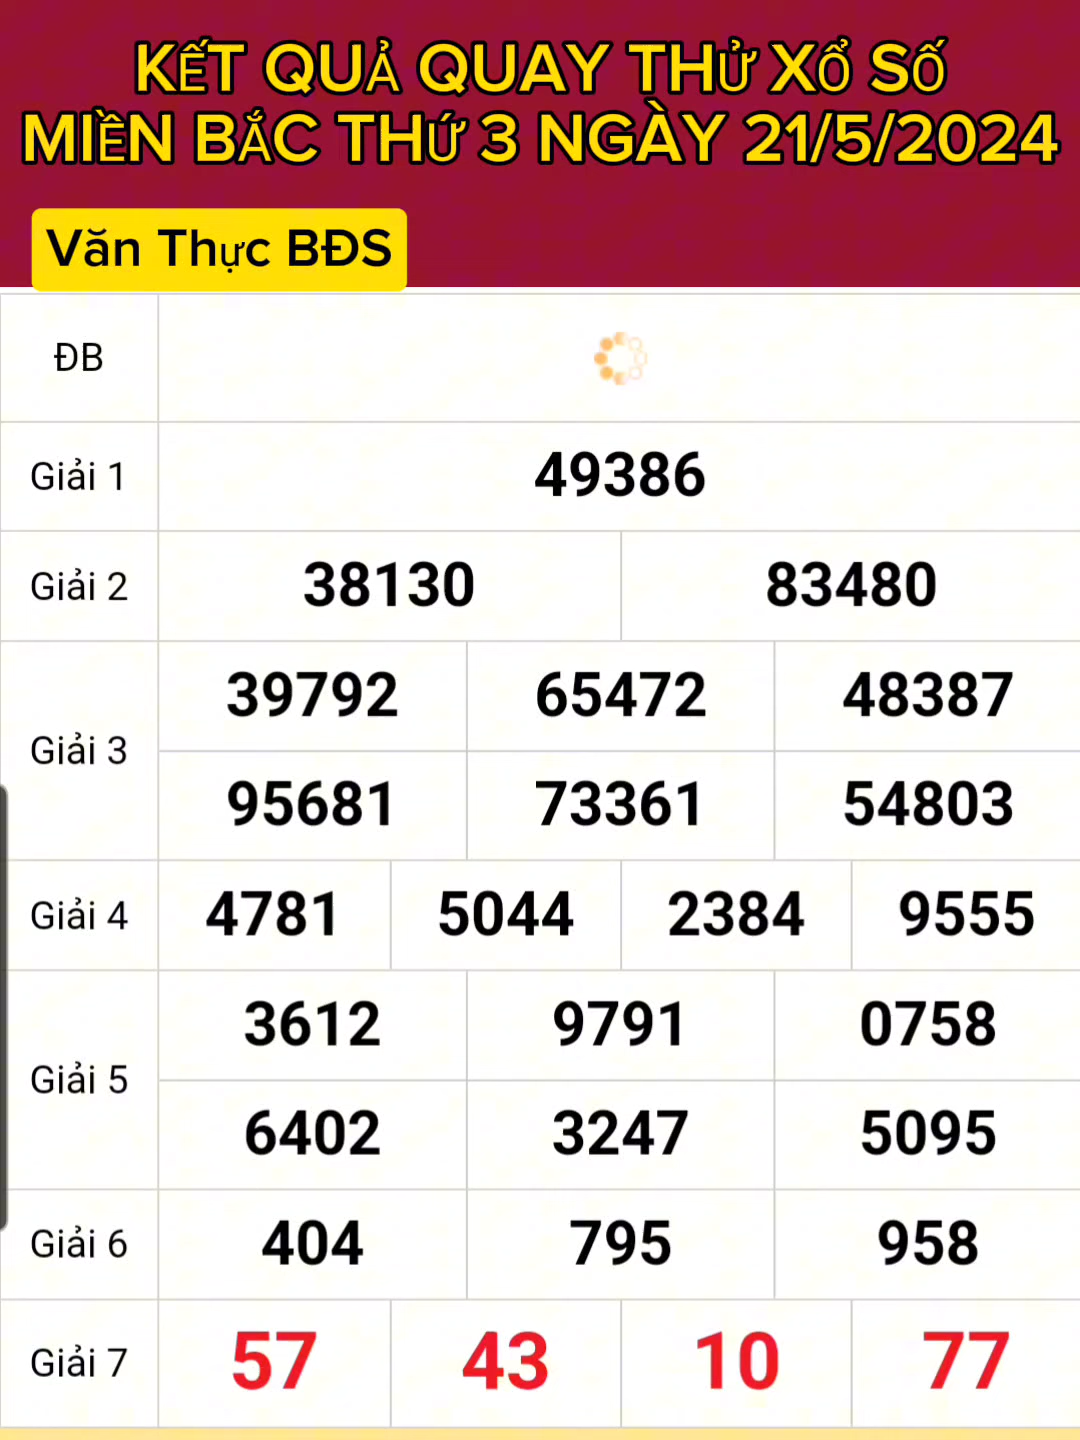 KẾT QUẢ QUAY THỬ XỔ SỐ
MIỀN BẮC THỨ 3 NGÀY 21/5/2024
Văn Thực BĐS
ĐB
Giải 1 49386
Giải 2 38130 83480
Giải 3
39792 65472 48387
95681 73361 54803
Giải 4 4781 5044 2384 9555
Giải 5
3612 9791 0758
6402 3247 5095
Giải 6 404 795 958
Giải 7 57 43 10 77